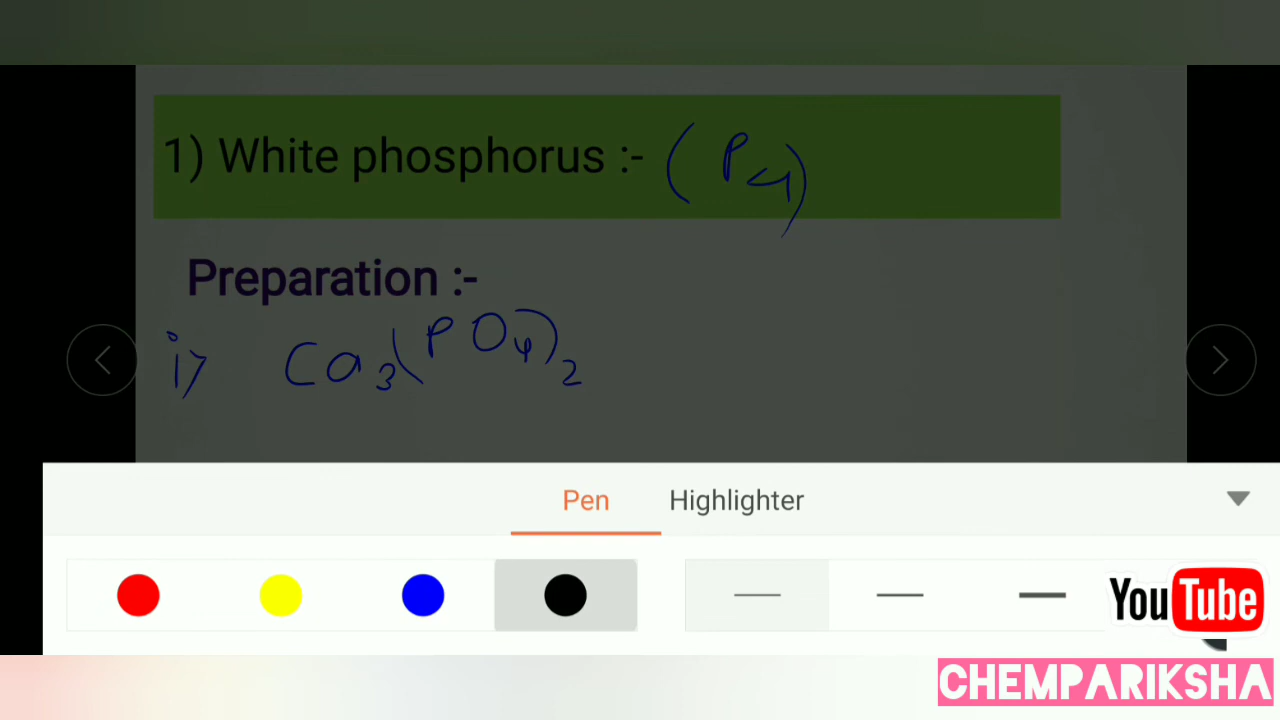 1) White phosphorus :- (P4)
Preparation :-
i> Ca3(PO4)2
Pen Highlighter
YouTube
CHEMPARIKSHA